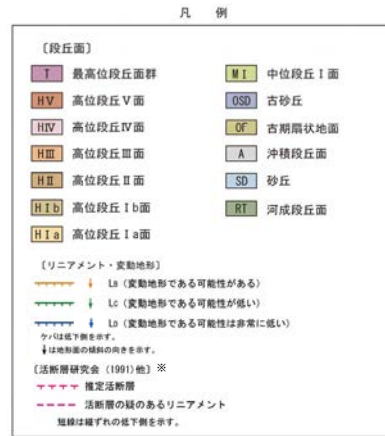 凡 例
〔段丘面〕
T 最高位段丘面群
HⅤ 高位段丘Ⅴ面
HⅣ 高位段丘Ⅳ面
HⅢ 高位段丘Ⅲ面
HⅡ 高位段丘Ⅱ面
HⅠb 高位段丘Ⅰb面
HⅠa 高位段丘Ⅰa面
MⅠ 中位段丘Ⅰ面
OSD 古砂丘
OF 古期扇状地面
A 沖積段丘面
SD 砂丘
RT 河成段丘面
〔リニアメント・変動地形〕
LB (変動地形である可能性がある)
LC (変動地形である可能性が低い)
LD (変動地形である可能性は非常に低い)
ケバは低下側を示す。
↓は地形面の傾斜の向きを示す。
〔活断層研究会(1991)他〕※
推定活断層
活断層の疑のあるリニアメント
短線は縦ずれの低下側を示す。